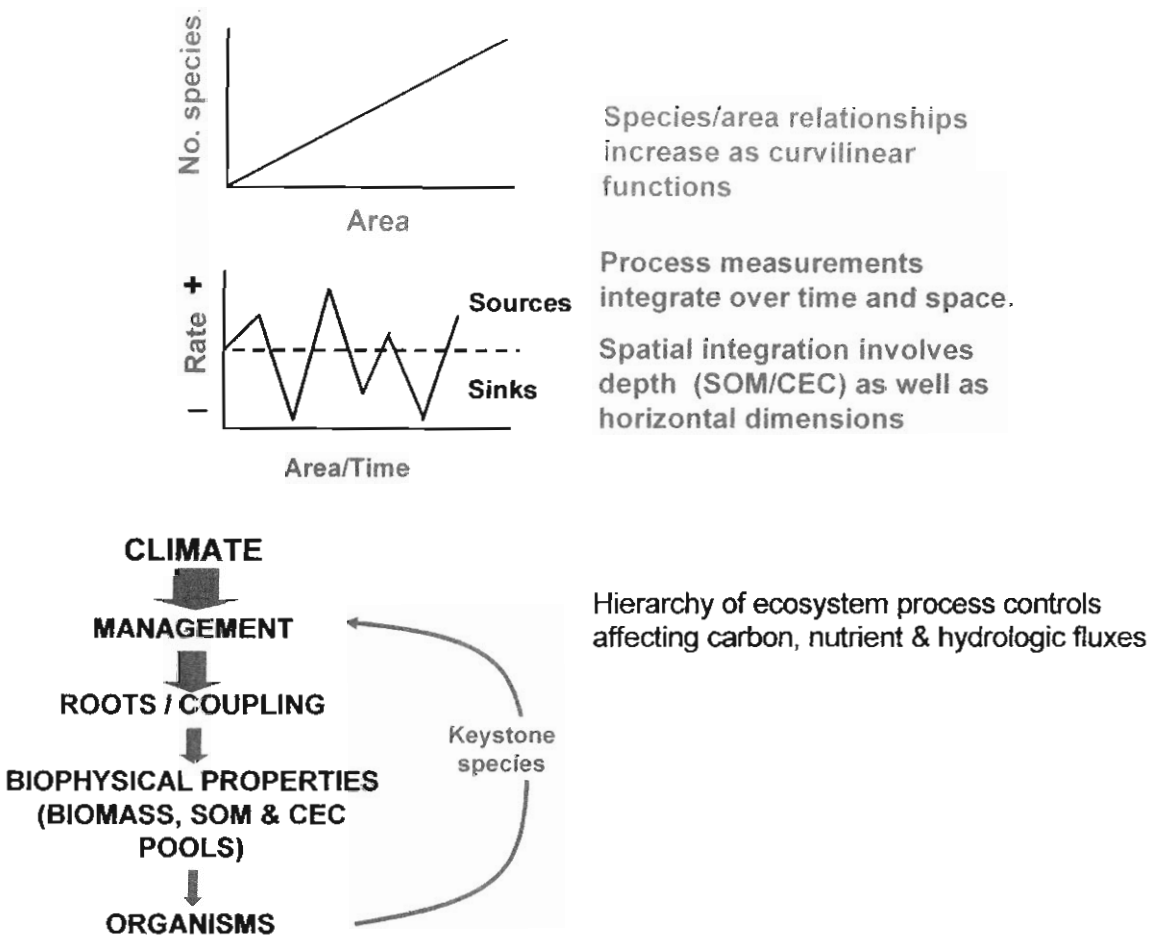 No. species.
Area
Species/area relationships
increase as curvilinear
functions
+
Rate
–
Sources
Sinks
Area/Time
Process measurements
integrate over time and space.
Spatial integration involves
depth (SOM/CEC) as well as
horizontal dimensions
CLIMATE
MANAGEMENT
ROOTS / COUPLING
BIOPHYSICAL PROPERTIES
(BIOMASS, SOM & CEC
POOLS)
ORGANISMS
Keystone
species
Hierarchy of ecosystem process controls
affecting carbon, nutrient & hydrologic fluxes